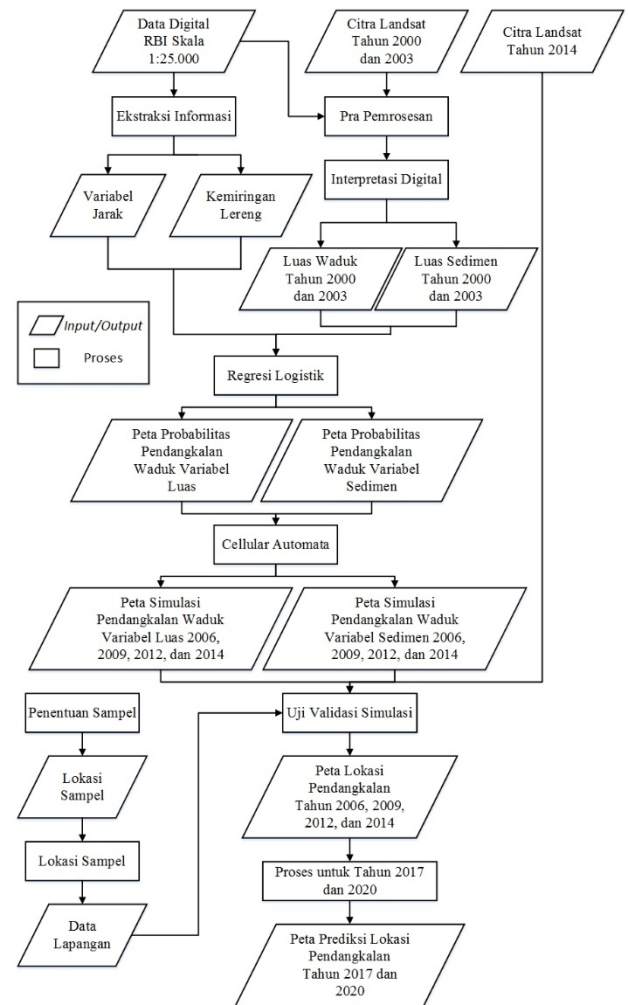 Data Digital
RBI Skala
1:25.000
Citra Landsat
Tahun 2000
dan 2003
Citra Landsat
Tahun 2014
Ekstraksi Informasi
Pra Pemrosesan
Variabel
Jarak
Kemiringan
Lereng
Interpretasi Digital
Luas Waduk
Tahun 2000
dan 2003
Luas Sedimen
Tahun 2000
dan 2003
Input/Output
Proses
Regresi Logistik
Peta Probabilitas
Pendangkalan
Waduk Variabel
Luas
Peta Probabilitas
Pendangkalan
Waduk Variabel
Sedimen
Cellular Automata
Peta Simulasi
Pendangkalan Waduk
Variabel Luas 2006,
2009, 2012, dan 2014
Peta Simulasi
Pendangkalan Waduk
Variabel Sedimen 2006,
2009, 2012, dan 2014
Penentuan Sampel
Uji Validasi Simulasi
Lokasi
Sampel
Peta Lokasi
Pendangkalan
Tahun 2006, 2009,
2012, dan 2014
Lokasi Sampel
Proses untuk Tahun 2017
dan 2020
Data
Lapangan
Peta Prediksi Lokasi
Pendangkalan
Tahun 2017 dan
2020